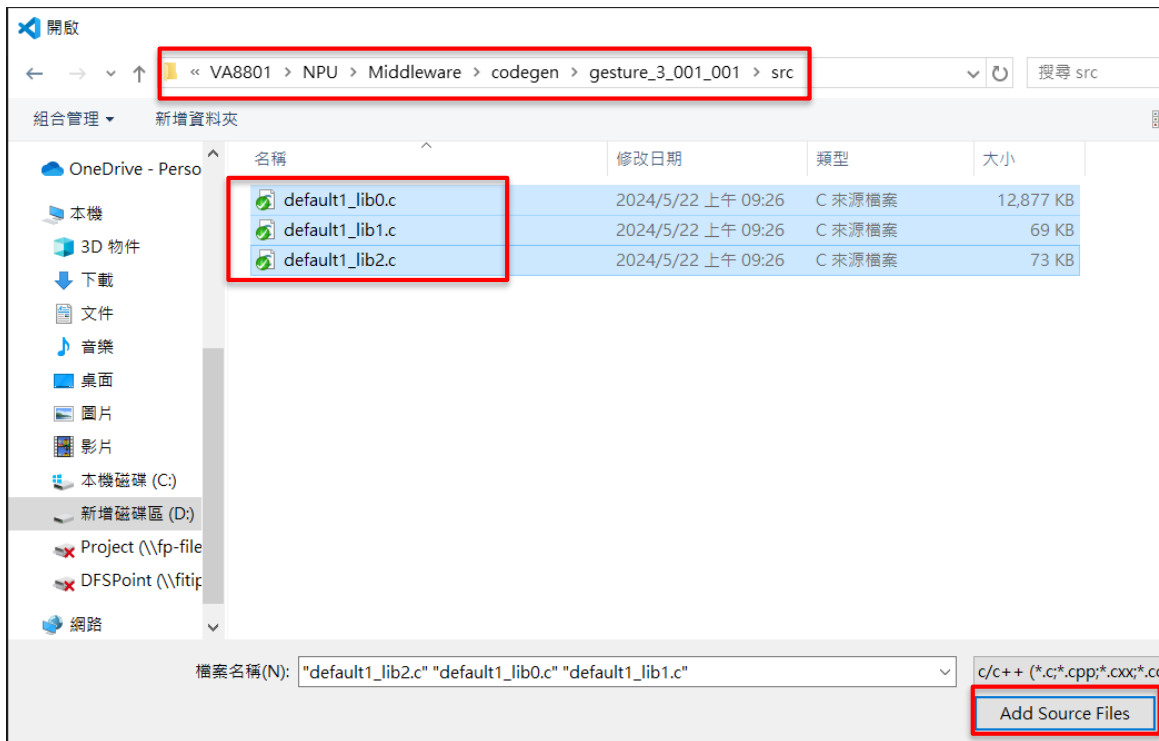 開啟
« VA8801 > NPU > Middleware > codegen > gesture_3_001_001 > src
搜尋 src
組合管理 新增資料夾
名稱 修改日期 類型 大小
OneDrive - Perso
本機
3D 物件
下載
文件
音樂
桌面
圖片
影片
本機磁碟 (C:)
新增磁碟區 (D:)
Project (\\fp-file
DFSPoint (\\fitip
網路
default1_lib0.c 2024/5/22 上午 09:26 C 來源檔案 12,877 KB
default1_lib1.c 2024/5/22 上午 09:26 C 來源檔案 69 KB
default1_lib2.c 2024/5/22 上午 09:26 C 來源檔案 73 KB
檔案名稱(N): "default1_lib2.c" "default1_lib0.c" "default1_lib1.c"
c/c++ (*.c;*.cpp;*.cxx;*.cc
Add Source Files